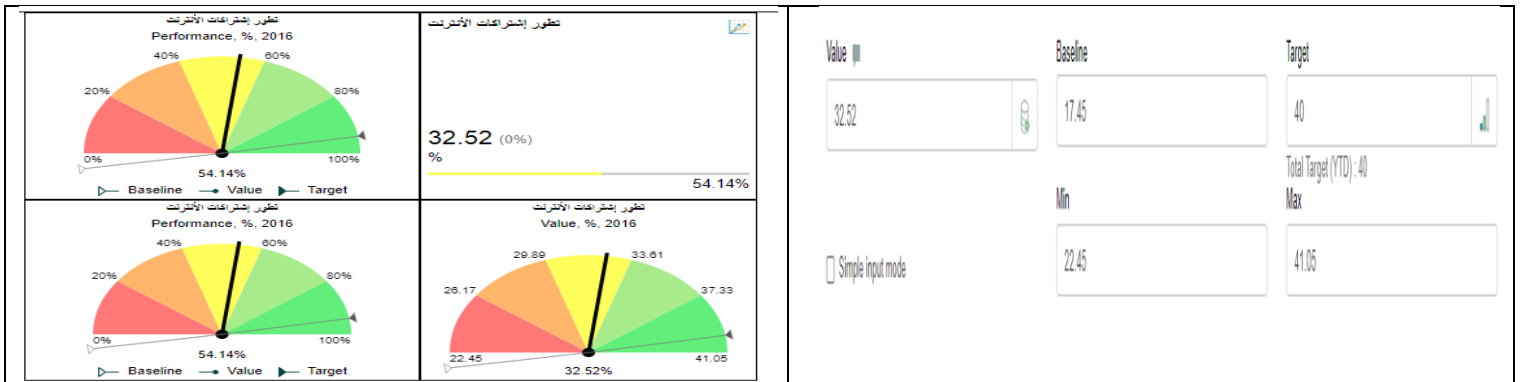 تطور إشتراكات الأنترنت
Performance, %, 2016
40%
60%
20%
80%
0%
100%
54.14%
Baseline Value Target
تطور إشتراكات الأنترنت
32.52 (0%)
%
54.14%
تطور إشتراكات الأنترنت
Performance, %, 2016
40%
60%
20%
80%
0%
100%
54.14%
Baseline Value Target
تطور إشتراكات الأنترنت
Value, %, 2016
29.89
33.61
26.17
37.33
22.45
41.05
32.52%
Value
Baseline
Target
32.52
17.45
40
Total Target (YTD) : 40
Min
Max
Simple input mode
22.45
41.05